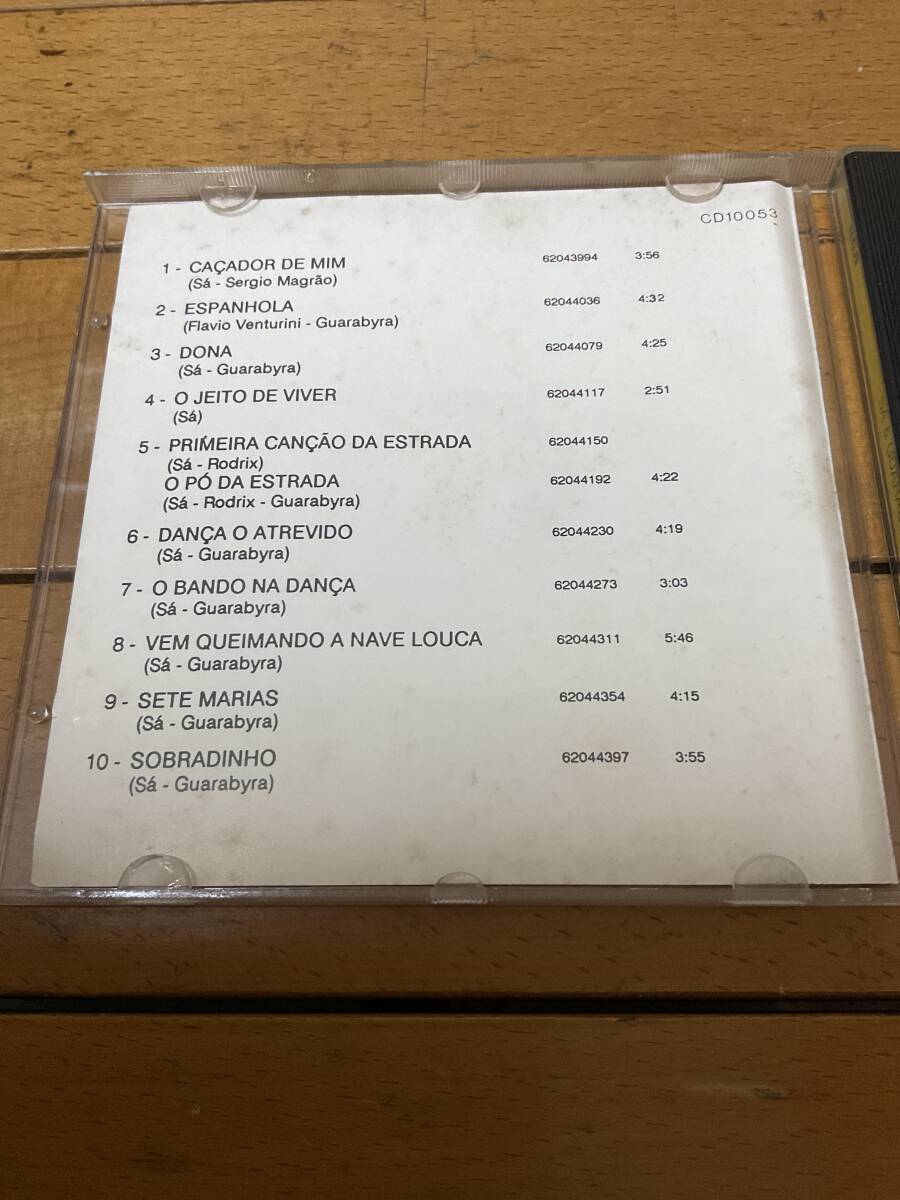 CD10053
1 - CAÇADOR DE MIM 62043994 3:56
(Sá - Sergio Magrão)
2 - ESPANHOLA 62044036 4:32
(Flavio Venturini - Guarabyra)
3 - DONA 62044079 4:25
(Sá - Guarabyra)
4 - O JEITO DE VIVER 62044117 2:51
(Sá)
5 - PRIMEIRA CANÇÃO DA ESTRADA 62044150
(Sá - Rodrix)
O PÓ DA ESTRADA 62044192 4:22
(Sá - Rodrix - Guarabyra)
6 - DANÇA O ATREVIDO 62044230 4:19
(Sá - Guarabyra)
7 - O BANDO NA DANÇA 62044273 3:03
(Sá - Guarabyra)
8 - VEM QUEIMANDO A NAVE LOUCA 62044311 5:46
(Sá - Guarabyra)
9 - SETE MARIAS 62044354 4:15
(Sá - Guarabyra)
10 - SOBRADINHO 62044397 3:55
(Sá - Guarabyra)